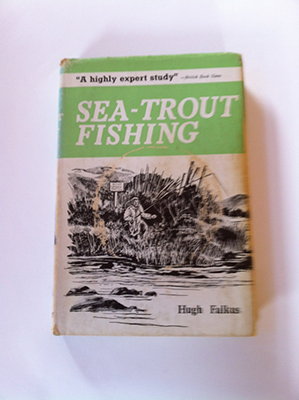 "A highly expert study"
SEA-TROUT
FISHING
Hugh Falkus